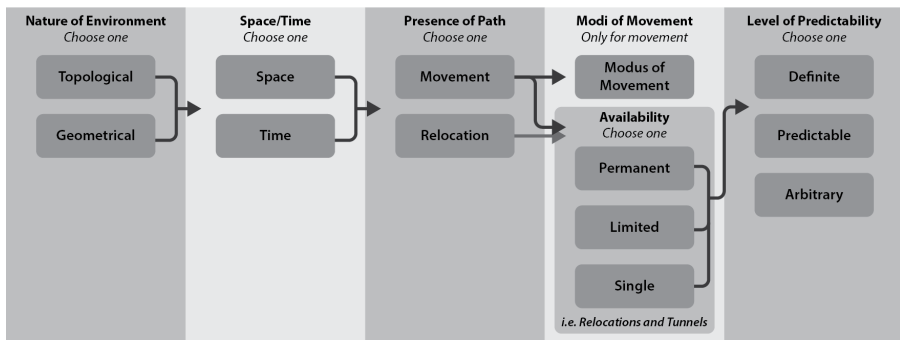 Nature of Environment
Choose one
Topological
Geometrical
Space/Time
Choose one
Space
Time
Presence of Path
Choose one
Movement
Relocation
Modi of Movement
Only for movement
Modus of
Movement
Availability
Choose one
Permanent
Limited
Single
i.e. Relocations and Tunnels
Level of Predictability
Choose one
Definite
Predictable
Arbitrary